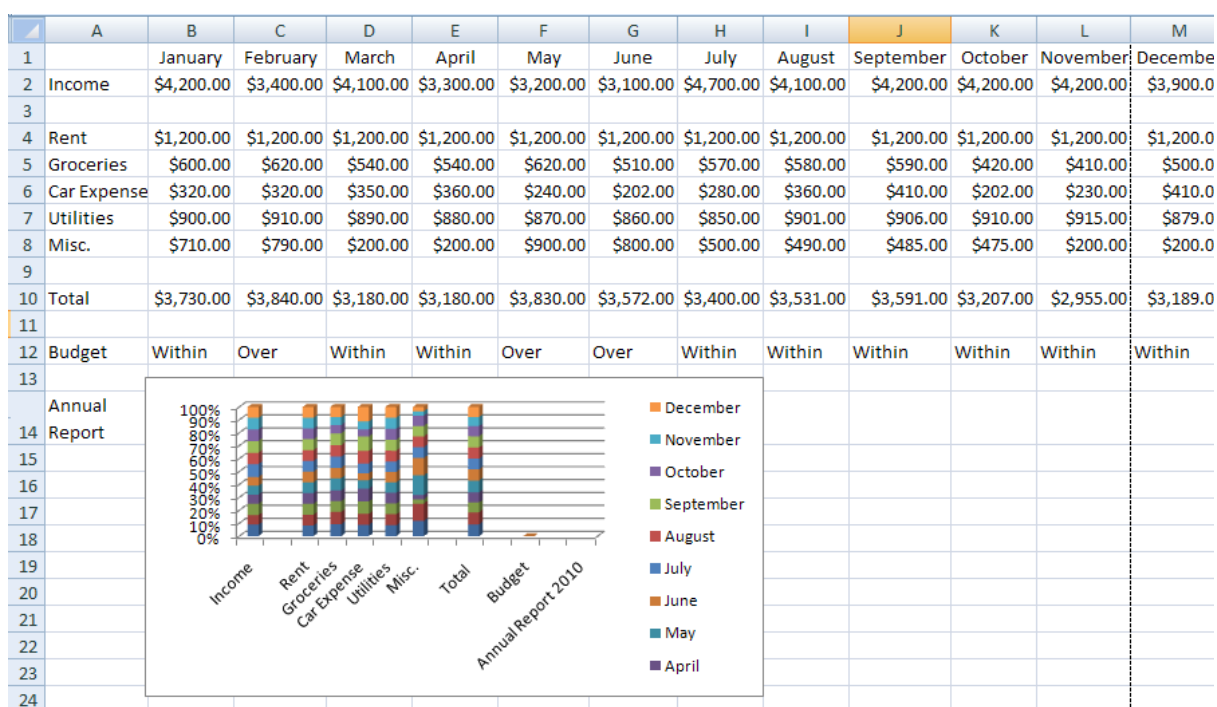 A B C D E F G H I J K L M
1 January February March April May June July August September October November Decembe
2 Income $4,200.00 $3,400.00 $4,100.00 $3,300.00 $3,200.00 $3,100.00 $4,700.00 $4,100.00 $4,200.00 $4,200.00 $4,200.00 $3,900.0
3
4 Rent $1,200.00 $1,200.00 $1,200.00 $1,200.00 $1,200.00 $1,200.00 $1,200.00 $1,200.00 $1,200.00 $1,200.00 $1,200.00 $1,200.0
5 Groceries $600.00 $620.00 $540.00 $540.00 $620.00 $510.00 $570.00 $580.00 $590.00 $420.00 $410.00 $500.0
6 Car Expense $320.00 $320.00 $350.00 $360.00 $240.00 $202.00 $280.00 $360.00 $410.00 $202.00 $230.00 $410.0
7 Utilities $900.00 $910.00 $890.00 $880.00 $870.00 $860.00 $850.00 $901.00 $906.00 $910.00 $915.00 $879.0
8 Misc. $710.00 $790.00 $200.00 $200.00 $900.00 $800.00 $500.00 $490.00 $485.00 $475.00 $200.00 $200.0
9
10 Total $3,730.00 $3,840.00 $3,180.00 $3,180.00 $3,830.00 $3,572.00 $3,400.00 $3,531.00 $3,591.00 $3,207.00 $2,955.00 $3,189.0
11
12 Budget Within Over Within Within Over Over Within Within Within Within Within Within
13
Annual
14 Report
15
16
17
18
19
20
21
22
23
24
100%
90%
80%
70%
60%
50%
40%
30%
20%
10%
0%
Income
Rent
Groceries
Car Expense
Utilities
Misc.
Total
Budget
Annual Report 2010
December
November
October
September
August
July
June
May
April